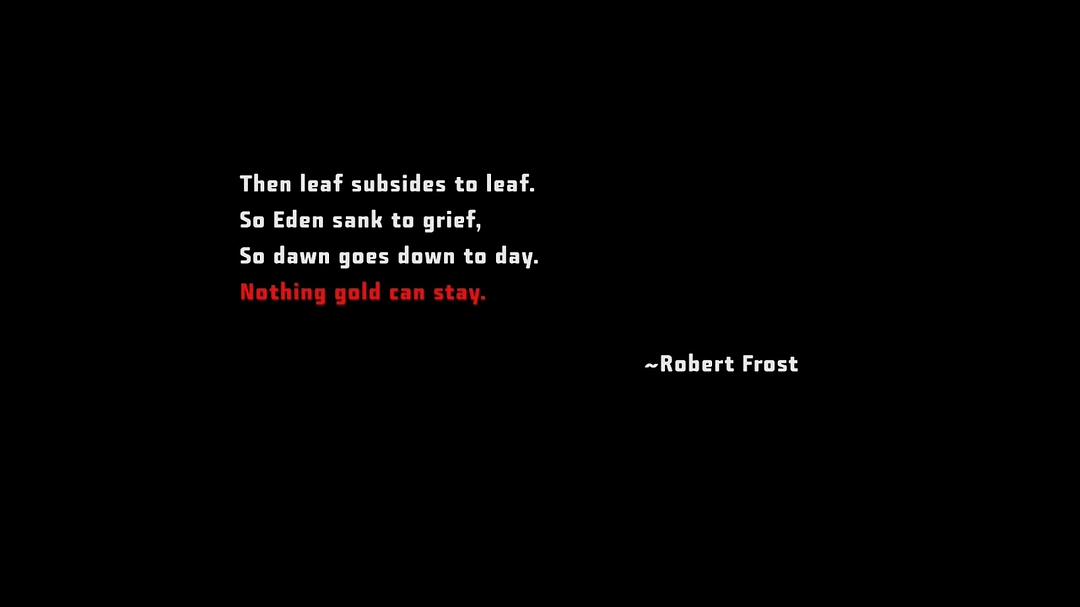 Then leaf subsides to leaf.
So Eden sank to grief,
So dawn goes down to day.
Nothing gold can stay.
~Robert Frost